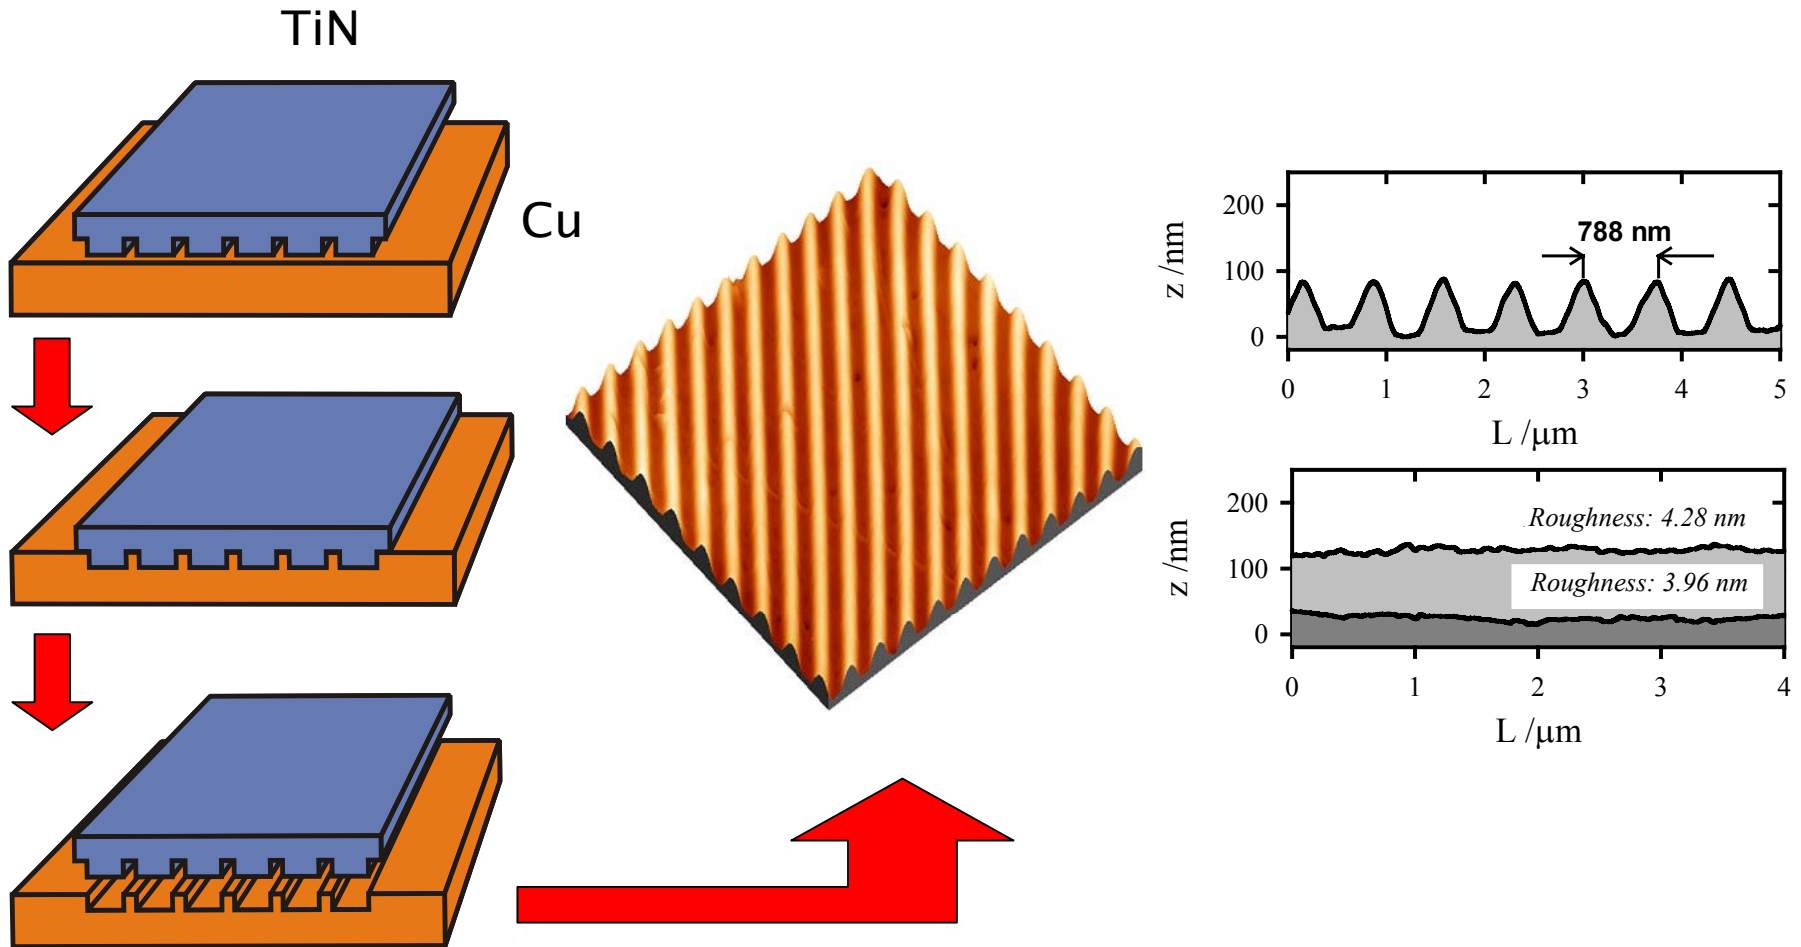 TiN
Cu
200
100
0
z /nm
788 nm
0 1 2 3 4 5
L /μm
200
100
0
z /nm
Roughness: 4.28 nm
Roughness: 3.96 nm
0 1 2 3 4
L /μm